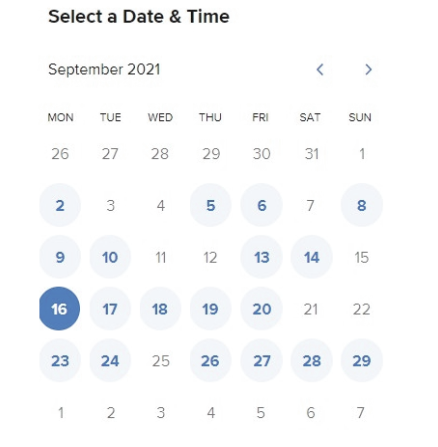 Select a Date & Time
September 2021
MON TUE WED THU FRI SAT SUN
26 27 28 29 30 31 1
2 3 4 5 6 7 8
9 10 11 12 13 14 15
16 17 18 19 20 21 22
23 24 25 26 27 28 29
1 2 3 4 5 6 7